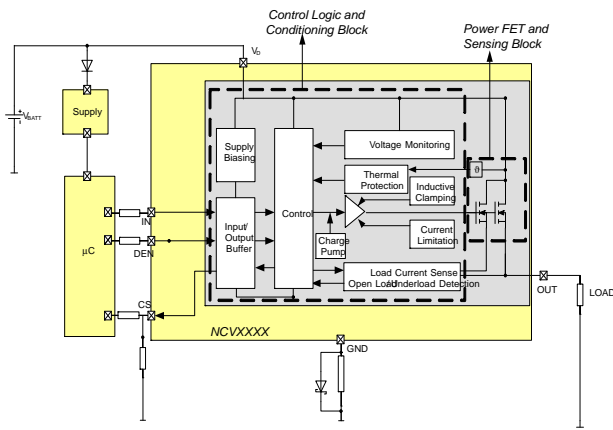 Control Logic and
Conditioning Block
Power FET and
Sensing Block
VD
VBATT
Supply
Supply
Biasing
Voltage Monitoring
Thermal
Protection
Inductive
Clamping
Control
Input/
Output
Buffer
Charge
Pump
Current
Limitation
Load Current Sense
Open Load/Underload Detection
µC
IN
DEN
CS
OUT
LOAD
NCVXXXX
GND